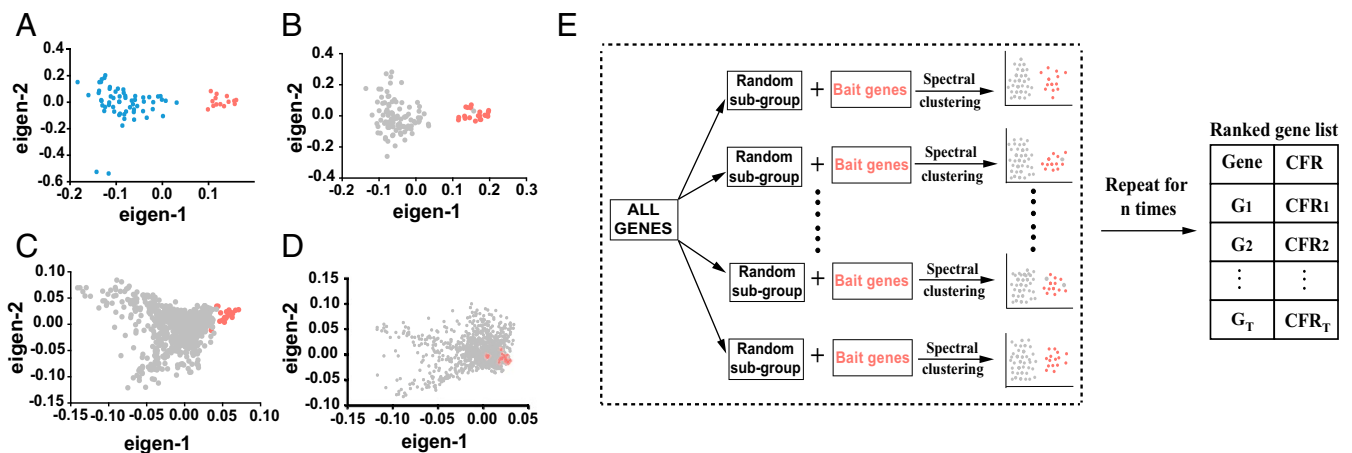 A
0.4
0.2
0.0
-0.2
-0.4
-0.6
eigen-2
-0.2
-0.1
0.0
0.1
eigen-1
B
0.4
0.2
0.0
-0.2
-0.4
eigen-2
-0.2
-0.1
0.0
0.1
0.2
0.3
eigen-1
C
0.10
0.05
0.00
-0.05
-0.10
-0.15
eigen-2
-0.15
-0.10
-0.05
0.00
0.05
0.10
eigen-1
D
0.15
0.10
0.05
0.00
-0.05
-0.10
eigen-2
-0.15
-0.10
-0.05
0.00
0.05
eigen-1
E
ALL
GENES
Random
sub-group
+
Bait genes
Spectral
clustering
Random
sub-group
+
Bait genes
Spectral
clustering
Random
sub-group
+
Bait genes
Spectral
clustering
Random
sub-group
+
Bait genes
Spectral
clustering
Repeat for
n times
Ranked gene list
Gene CFR
G1 CFR1
G2 CFR2
⋮ ⋮
GT CFRT